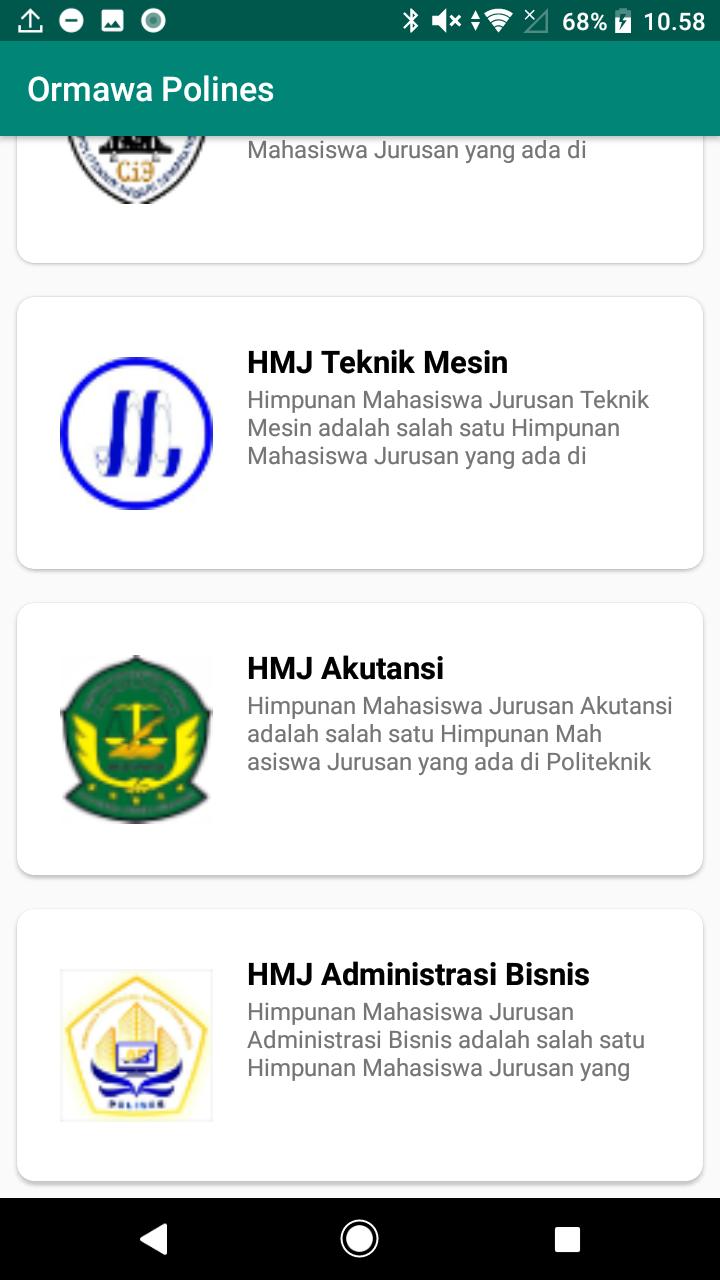 68% 10.58
Ormawa Polines
Ci3
Mahasiswa Jurusan yang ada di
HMJ Teknik Mesin
Himpunan Mahasiswa Jurusan Teknik
Mesin adalah salah satu Himpunan
Mahasiswa Jurusan yang ada di
HMJ Akutansi
Himpunan Mahasiswa Jurusan Akutansi
adalah salah satu Himpunan Mah
asiswa Jurusan yang ada di Politeknik
HMJ Administrasi Bisnis
Himpunan Mahasiswa Jurusan
Administrasi Bisnis adalah salah satu
Himpunan Mahasiswa Jurusan yang
POLINES